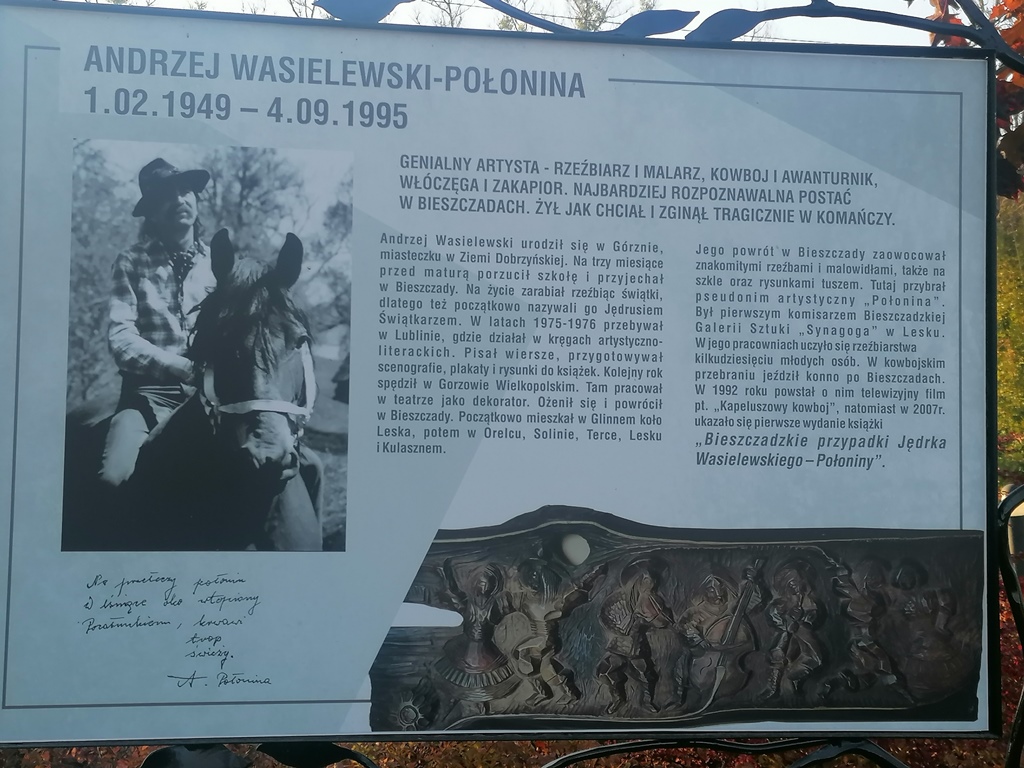 ANDRZEJ WASIELEWSKI-POŁONINA
1.02.1949 – 4.09.1995
GENIALNY ARTYSTA - RZEŹBIARZ I MALARZ, KOWBOJ I AWANTURNIK,
WŁÓCZĘGA I ZAKAPIOR. NAJBARDZIEJ ROZPOZNAWALNA POSTAĆ
W BIESZCZADACH. ŻYŁ JAK CHCIAŁ I ZGINĄŁ TRAGICZNIE W KOMAŃCZY.
Andrzej Wasielewski urodził się w Górznie,
miasteczku w Ziemi Dobrzyńskiej. Na trzy miesiące
przed maturą porzucił szkołę i przyjechał
w Bieszczady. Na życie zarabiał rzeźbiąc świątki,
dlatego też początkowo nazywali go Jędrusiem
Świątkarzem. W latach 1975-1976 przebywał
w Lublinie, gdzie działał w kręgach artystyczno-
literackich. Pisał wiersze, przygotowywał
scenografie, plakaty i rysunki do książek. Kolejny rok
spędził w Gorzowie Wielkopolskim. Tam pracował
w teatrze jako dekorator. Ożenił się i powrócił
w Bieszczady. Początkowo mieszkał w Glinnem koło
Leska, potem w Orelcu, Solinie, Terce, Lesku
i Kulasznem.
Jego powrót w Bieszczady zaowocował
znakomitymi rzeźbami i malowidłami, także na
szkle oraz rysunkami tuszem. Tutaj przybrał
pseudonim artystyczny „Połonina”.
Był pierwszym komisarzem Bieszczadzkiej
Galerii Sztuki „Synagoga” w Lesku.
W jego pracowniach uczyło się rzeźbiarstwa
kilkudziesięciu młodych osób. W kowbojskim
przebraniu jeździł konno po Bieszczadach.
W 1992 roku powstał o nim telewizyjny film
pt. „Kapeluszowy kowboj”, natomiast w 2007r.
ukazało się pierwsze wydanie książki
„Bieszczadzkie przypadki Jędrka
Wasielewskiego – Połoniny”.
Na przełęczy połonin
w śniące oko wtopiony
trop
świeży.
A. Połonina